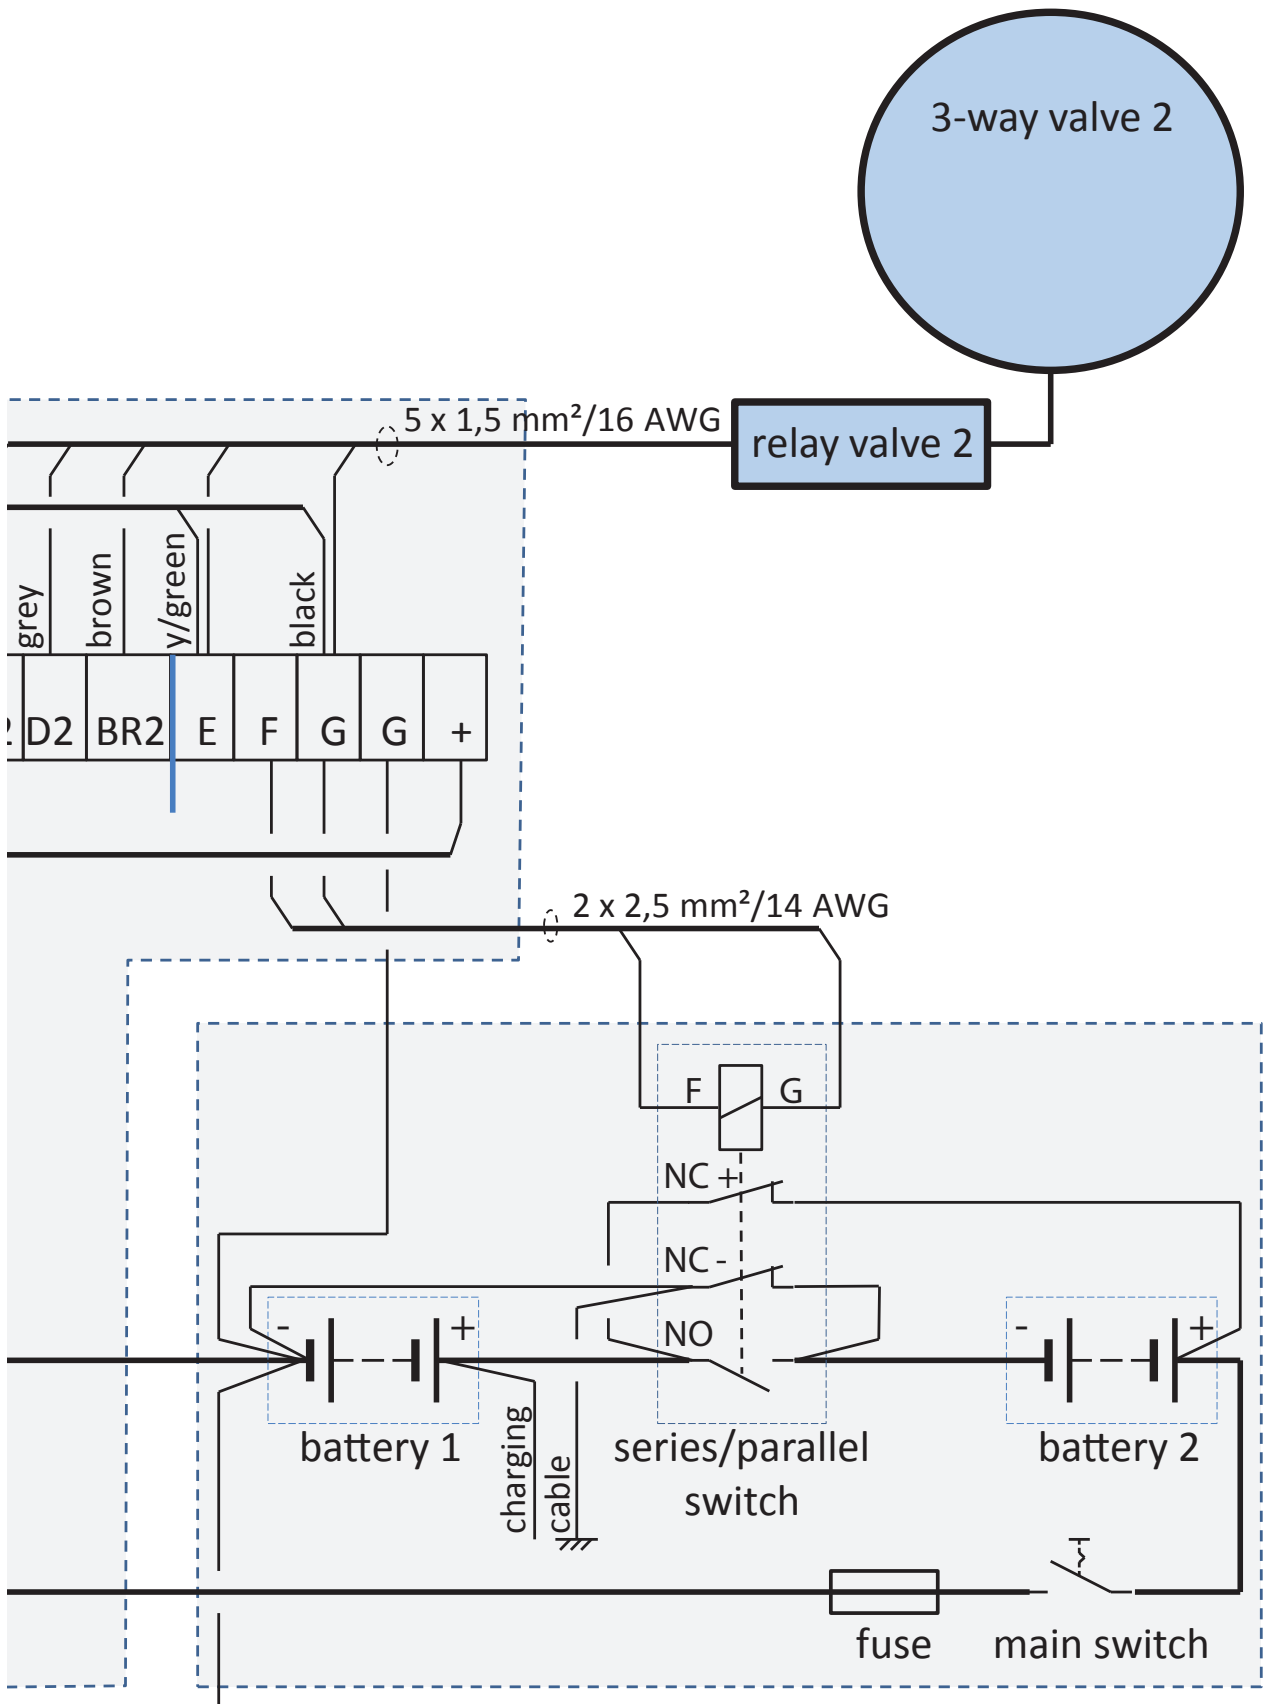 3-way valve 2
5 x 1,5 mm²/16 AWG
relay valve 2
grey
brown
y/green
black
2 D2 BR2 E F G G +
2 x 2,5 mm²/14 AWG
F G
NC +
NC -
NO
- +
- +
battery 1
charging
cable
series/parallel
switch
battery 2
fuse
main switch